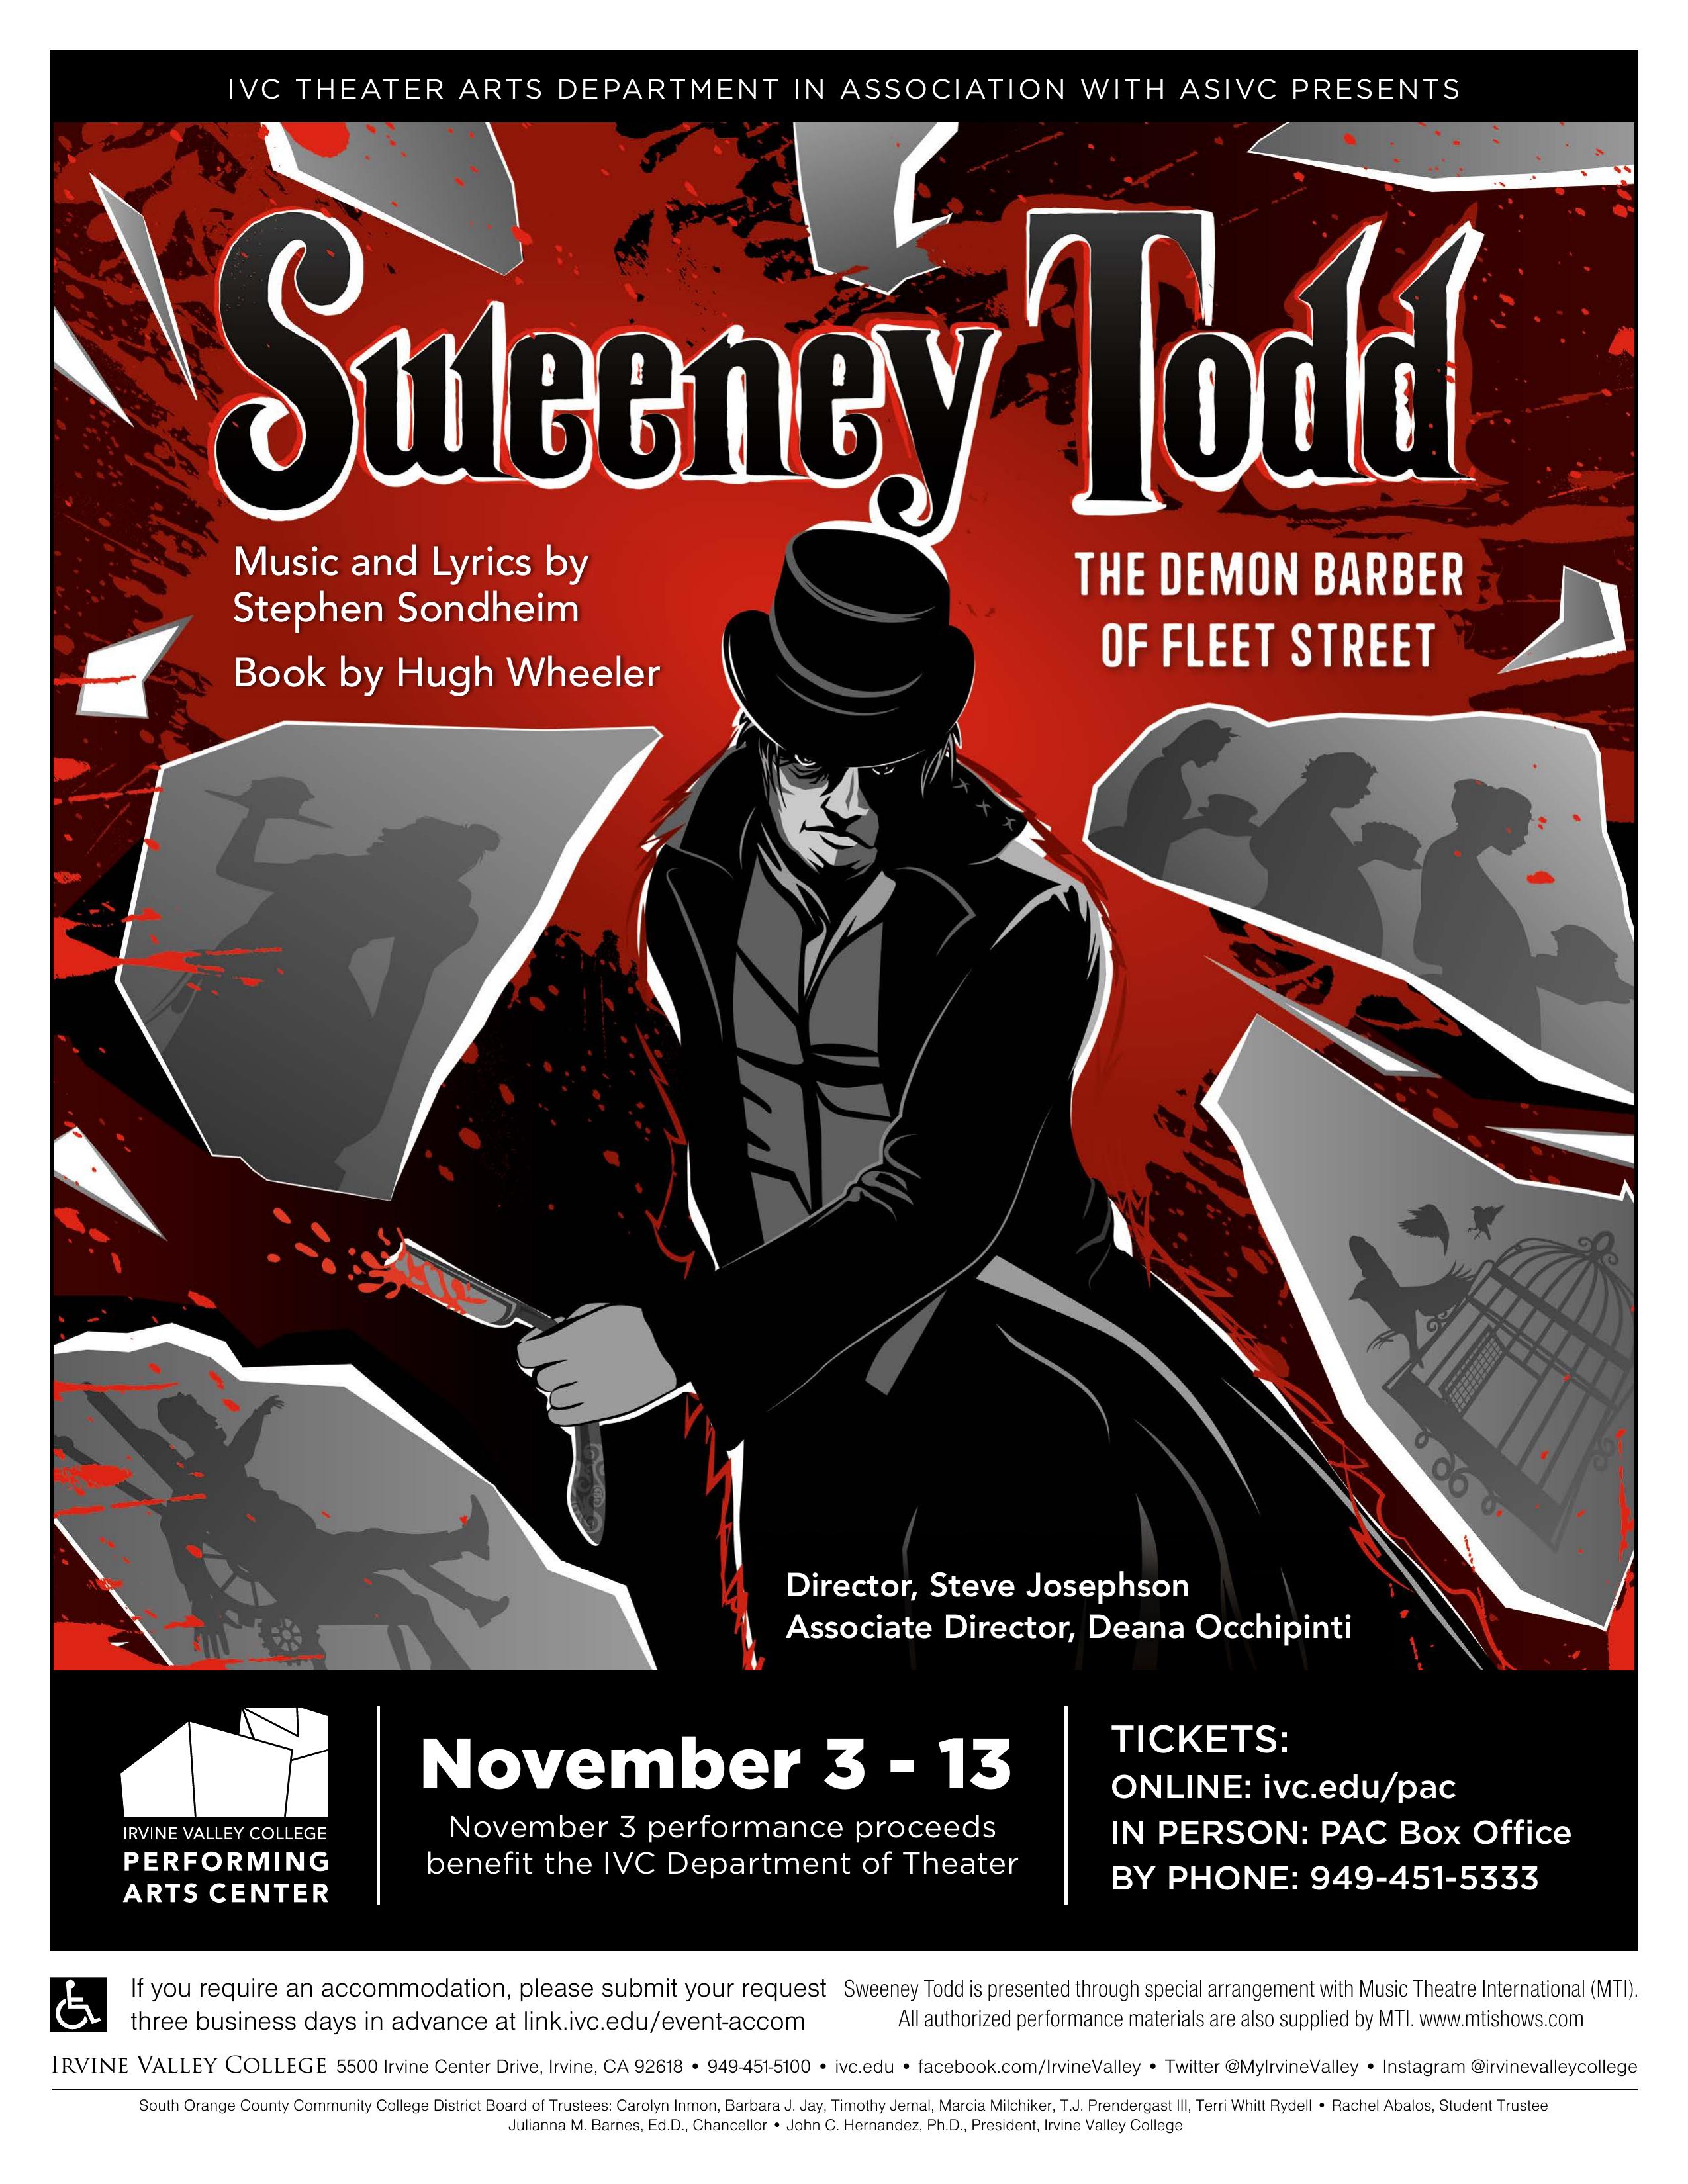 IVC THEATER ARTS DEPARTMENT IN ASSOCIATION WITH ASIVC PRESENTS
Sweeney Todd
Music and Lyrics by
Stephen Sondheim
Book by Hugh Wheeler
THE DEMON BARBER
OF FLEET STREET
Director, Steve Josephson
Associate Director, Deana Occhipinti
IRVINE VALLEY COLLEGE
PERFORMING
ARTS CENTER
November 3 - 13
November 3 performance proceeds
benefit the IVC Department of Theater
TICKETS:
ONLINE: ivc.edu/pac
IN PERSON: PAC Box Office
BY PHONE: 949-451-5333
If you require an accommodation, please submit your request
three business days in advance at link.ivc.edu/event-accom
Sweeney Todd is presented through special arrangement with Music Theatre International (MTI).
All authorized performance materials are also supplied by MTI. www.mtishows.com
IRVINE VALLEY COLLEGE 5500 Irvine Center Drive, Irvine, CA 92618 • 949-451-5100 • ivc.edu • facebook.com/IrvineValley • Twitter @MyIrvineValley • Instagram @irvinevalleycollege
South Orange County Community College District Board of Trustees: Carolyn Inmon, Barbara J. Jay, Timothy Jemal, Marcia Milchiker, T.J. Prendergast III, Terri Whitt Rydell • Rachel Abalos, Student Trustee
Julianna M. Barnes, Ed.D., Chancellor • John C. Hernandez, Ph.D., President, Irvine Valley College